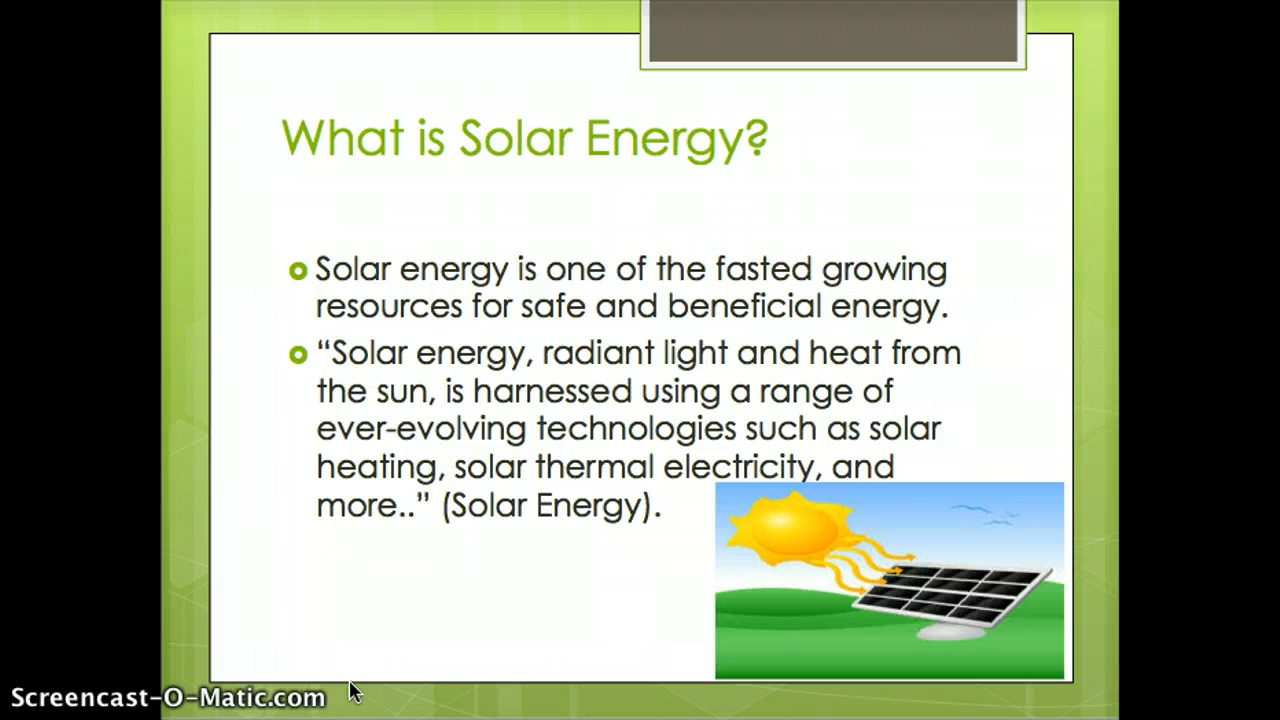 What is Solar Energy?
Solar energy is one of the fasted growing
resources for safe and beneficial energy.
“Solar energy, radiant light and heat from
the sun, is harnessed using a range of
ever-evolving technologies such as solar
heating, solar thermal electricity, and
more..” (Solar Energy).
Screencast-O-Matic.com